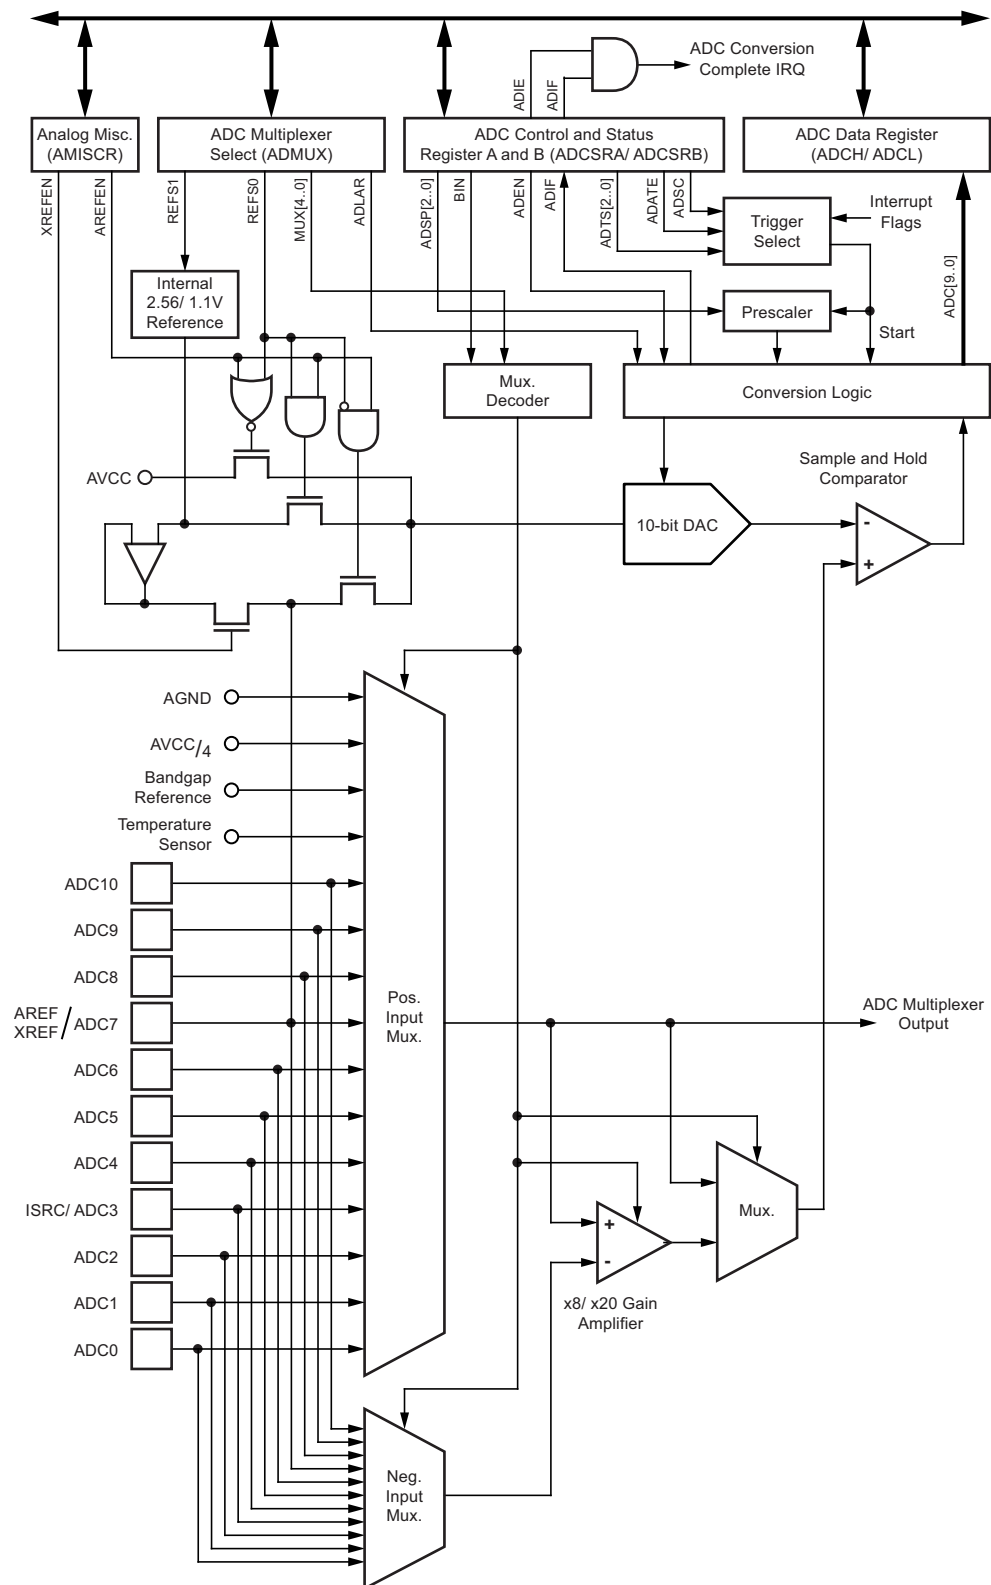 ADC Conversion
Complete IRQ
ADIE
ADIF
Analog Misc.
(AMISCR)
ADC Multiplexer
Select (ADMUX)
ADC Control and Status
Register A and B (ADCSRA/ ADCSRB)
ADC Data Register
(ADCH/ ADCL)
XREFEN
AREFEN
REFS1
REFS0
MUX[4..0]
ADLAR
ADSP[2..0]
BIN
ADEN
ADIF
ADTS[2..0]
ADATE
ADSC
Trigger
Select
Interrupt
Flags
ADC[9..0]
Internal
2.56/ 1.1V
Reference
Prescaler
Start
Mux.
Decoder
Conversion Logic
AVCC
Sample and Hold
Comparator
10-bit DAC
-
+
AGND
AVCC/4
Bandgap
Reference
Temperature
Sensor
ADC10
ADC9
ADC8
AREF
XREF / ADC7
ADC6
ADC5
ADC4
ISRC/ ADC3
ADC2
ADC1
ADC0
Pos.
Input
Mux.
ADC Multiplexer
Output
Mux.
+
-
x8/ x20 Gain
Amplifier
Neg.
Input
Mux.